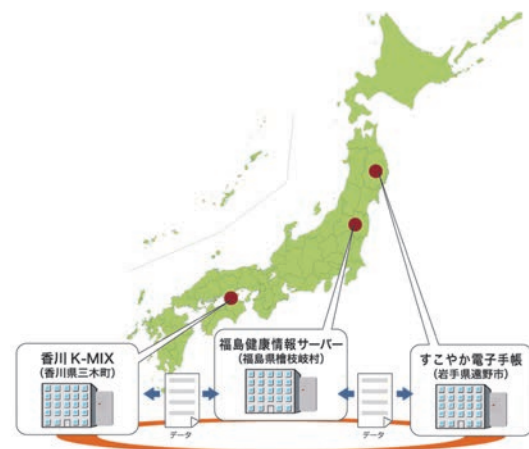 香川 K-MIX
(香川県三木町)
福島健康情報サーバー
(福島県檜枝岐村)
すこやか電子手帳
(岩手県遠野市)
データ
データ